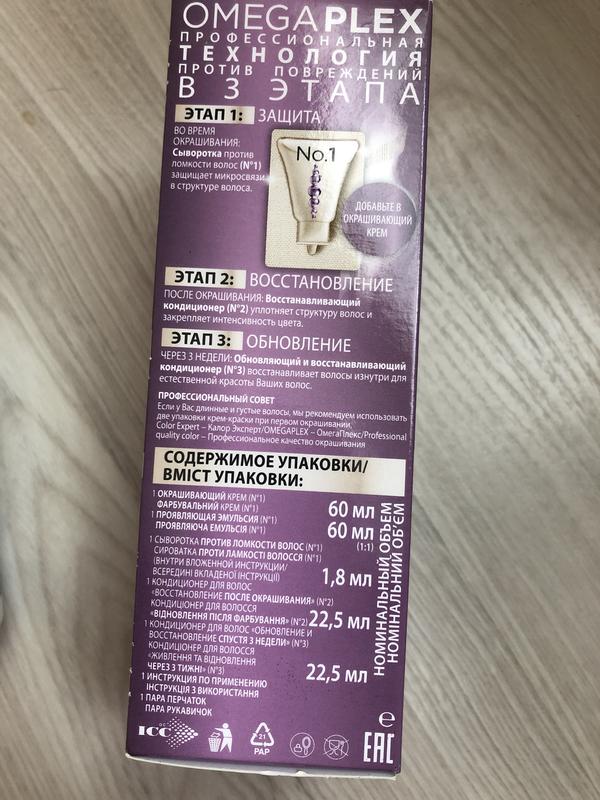 OMEGAPLEX
ПРОФЕССИОНАЛЬНАЯ
ТЕХНОЛОГИЯ
ПРОТИВ ПОВРЕЖДЕНИЙ
В 3 ЭТАПА
ЭТАП 1: ЗАЩИТА
ВО ВРЕМЯ
ОКРАШИВАНИЯ:
Сыворотка против
ломкости волос (N°1)
защищает микросвязи
в структуре волоса.
No.1
ДОБАВЬТЕ В
ОКРАШИВАЮЩИЙ
КРЕМ
ЭТАП 2: ВОССТАНОВЛЕНИЕ
ПОСЛЕ ОКРАШИВАНИЯ: Восстанавливающий
кондиционер (N°2) уплотняет структуру волос и
закрепляет интенсивность цвета.
ЭТАП 3: ОБНОВЛЕНИЕ
ЧЕРЕЗ 3 НЕДЕЛИ: Обновляющий и восстанавливающий
кондиционер (N°3) восстанавливает волосы изнутри для
естественной красоты Ваших волос.
ПРОФЕССИОНАЛЬНЫЙ СОВЕТ
Если у Вас длинные и густые волосы, мы рекомендуем использовать
две упаковки крем-краски при первом окрашивании.
Color Expert – Калор Эксперт/OMEGAPLEX – ОмегаПлекс/Professional
quality color – Профессиональное качество окрашивания
СОДЕРЖИМОЕ УПАКОВКИ/
ВМІСТ УПАКОВКИ:
1 ОКРАШИВАЮЩИЙ КРЕМ (N°1)
ФАРБУВАЛЬНИЙ КРЕМ (N°1) 60 мл
1 ПРОЯВЛЯЮЩАЯ ЭМУЛЬСИЯ (N°1)
ПРОЯВЛЯЮЧА ЕМУЛЬСІЯ (N°1) 60 мл
(1:1)
1 СЫВОРОТКА ПРОТИВ ЛОМКОСТИ ВОЛОС (N°1)
СИРОВАТКА ПРОТИ ЛАМКОСТІ ВОЛОССЯ (N°1)
(ВНУТРИ ВЛОЖЕННОЙ ИНСТРУКЦИИ/
ВСЕРЕДИНІ ВКЛАДЕНОЇ ІНСТРУКЦІЇ) 1,8 мл
1 КОНДИЦИОНЕР ДЛЯ ВОЛОС
«ВОССТАНОВЛЕНИЕ ПОСЛЕ ОКРАШИВАНИЯ» (N°2)
КОНДИЦІОНЕР ДЛЯ ВОЛОССЯ
«ВІДНОВЛЕННЯ ПІСЛЯ ФАРБУВАННЯ» (N°2) 22,5 мл
1 КОНДИЦИОНЕР ДЛЯ ВОЛОС «ОБНОВЛЕНИЕ И
ВОССТАНОВЛЕНИЕ СПУСТЯ 3 НЕДЕЛИ» (N°3)
КОНДИЦІОНЕР ДЛЯ ВОЛОССЯ
«ЖИВЛЕННЯ ТА ВІДНОВЛЕННЯ
ЧЕРЕЗ 3 ТИЖНІ» (N°3) 22,5 мл
1 ИНСТРУКЦИЯ ПО ПРИМЕНЕНИЮ
ІНСТРУКЦІЯ З ВИКОРИСТАННЯ
1 ПАРА ПЕРЧАТОК
ПАРА РУКАВИЧОК
НОМИНАЛЬНЫЙ ОБЪЕМ
НОМІНАЛЬНИЙ ОБ'ЄМ
ICC
21
PAP
℮
EAC